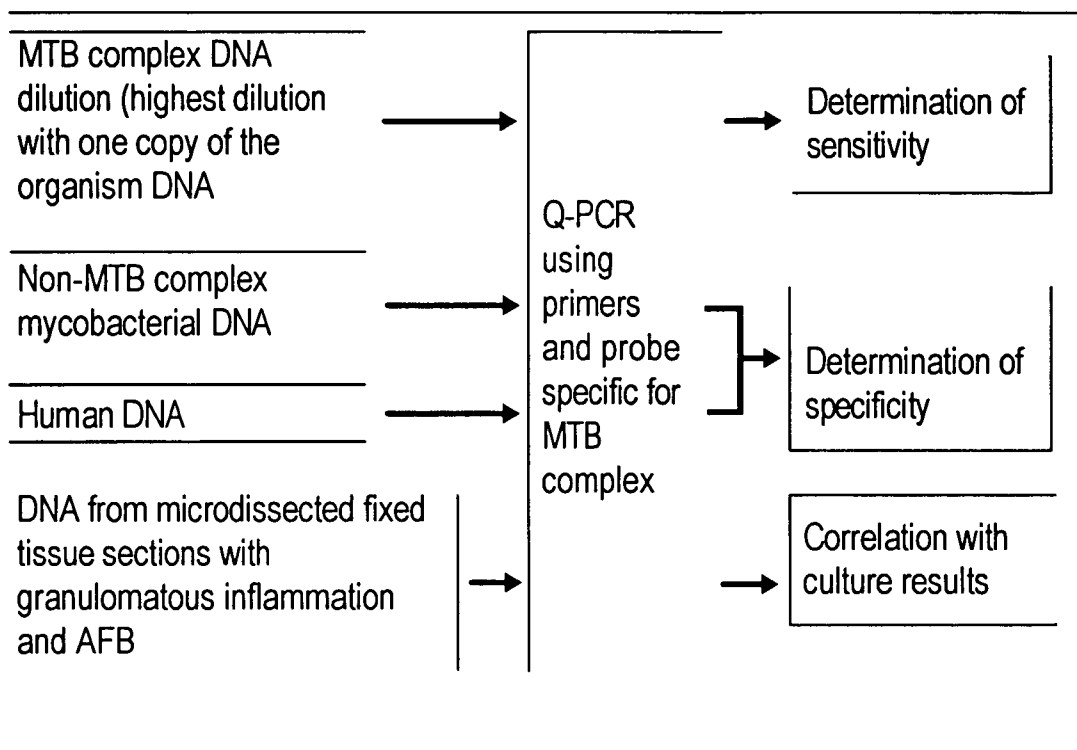 MTB complex DNA
dilution (highest dilution
with one copy of the
organism DNA
Non-MTB complex
mycobacterial DNA
Human DNA
DNA from microdissected fixed
tissue sections with
granulomatous inflammation
and AFB
Q-PCR
using
primers
and probe
specific for
MTB
complex
Determination of
sensitivity
Determination of
specificity
Correlation with
culture results